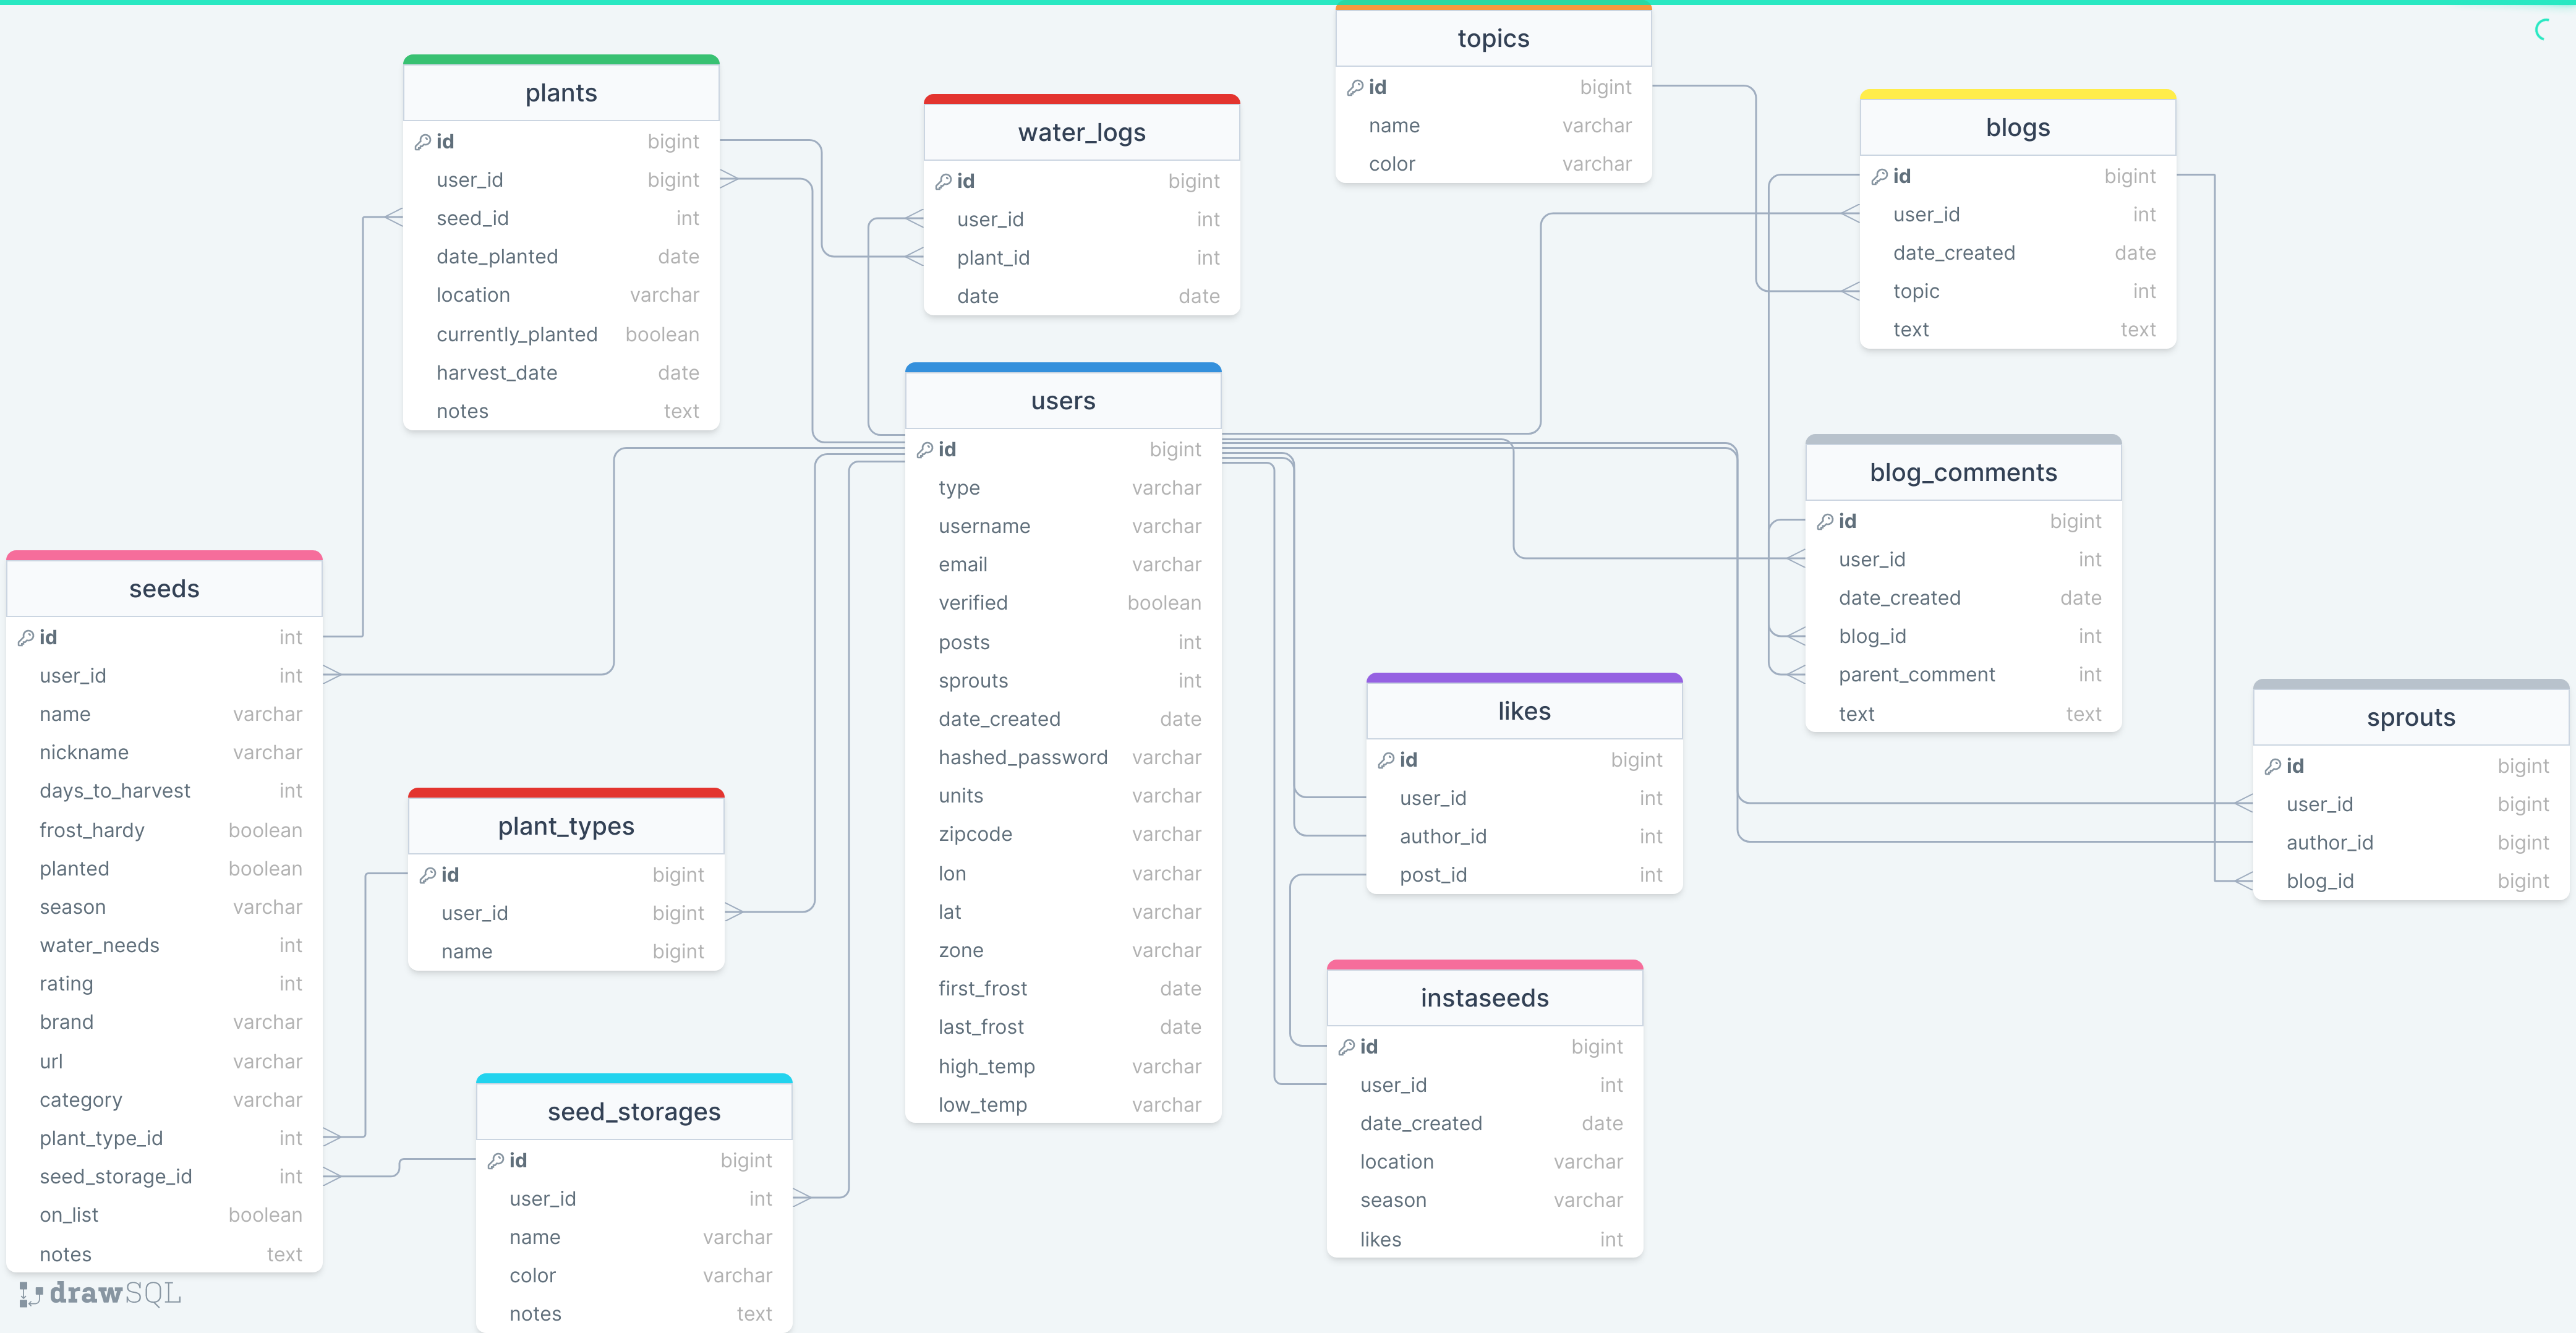 plants
id bigint
user_id bigint
seed_id int
date_planted date
location varchar
currently_planted boolean
harvest_date date
notes text
water_logs
id bigint
user_id int
plant_id int
date date
topics
id bigint
name varchar
color varchar
blogs
id bigint
user_id int
date_created date
topic int
text text
users
id bigint
type varchar
username varchar
email varchar
verified boolean
posts int
sprouts int
date_created date
hashed_password varchar
units varchar
zipcode varchar
lon varchar
lat varchar
zone varchar
first_frost date
last_frost date
high_temp varchar
low_temp varchar
blog_comments
id bigint
user_id int
date_created date
blog_id int
parent_comment int
text text
seeds
id int
user_id int
name varchar
nickname varchar
days_to_harvest int
frost_hardy boolean
planted boolean
season varchar
water_needs int
rating int
brand varchar
url varchar
category varchar
plant_type_id int
seed_storage_id int
on_list boolean
notes text
plant_types
id bigint
user_id bigint
name bigint
likes
id bigint
user_id int
author_id int
post_id int
sprouts
id bigint
user_id bigint
author_id bigint
blog_id bigint
instaseeds
id bigint
user_id int
date_created date
location varchar
season varchar
likes int
seed_storages
id bigint
user_id int
name varchar
color varchar
notes text
drawSQL